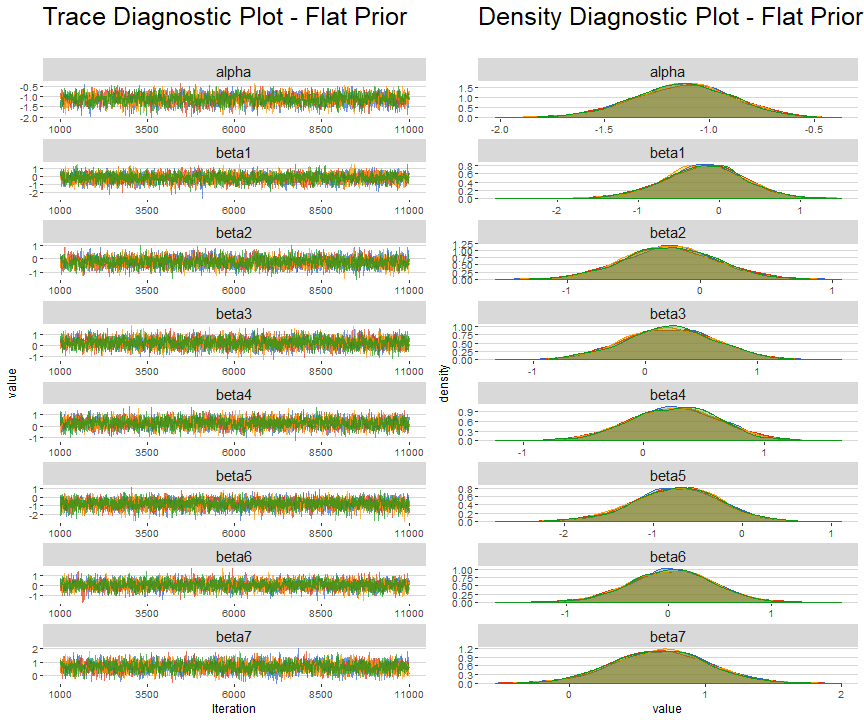 Trace Diagnostic Plot - Flat Prior
alpha
-0.5
-1.0
-1.5
-2.0
1000 3500 6000 8500 11000
beta1
1
0
-1
-2
1000 3500 6000 8500 11000
beta2
1
0
-1
1000 3500 6000 8500 11000
beta3
1
0
-1
1000 3500 6000 8500 11000
beta4
1
0
-1
1000 3500 6000 8500 11000
beta5
1
0
-1
-2
1000 3500 6000 8500 11000
beta6
1
0
-1
1000 3500 6000 8500 11000
beta7
2
1
0
1000 3500 6000 8500 11000
value
Iteration
Density Diagnostic Plot - Flat Prior
alpha
1.5
1.0
0.5
0.0
-2.0 -1.5 -1.0 -0.5
beta1
0.8
0.6
0.4
0.2
0.0
-2 -1 0 1
beta2
1.25
1.00
0.75
0.50
0.25
0.00
-1 0 1
beta3
1.00
0.75
0.50
0.25
0.00
-1 0 1
beta4
0.9
0.6
0.3
0.0
-1 0 1
beta5
0.8
0.6
0.4
0.2
0.0
-2 -1 0 1
beta6
1.00
0.75
0.50
0.25
0.00
-1 0 1
beta7
1.2
0.9
0.6
0.3
0.0
0 1 2
density
value